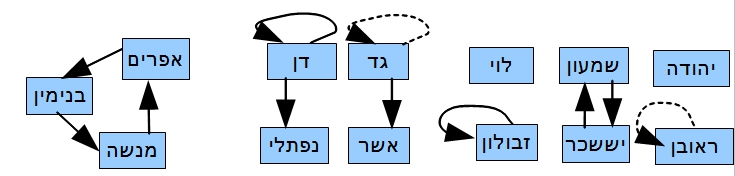 יהודה
שמעון
לוי
גד
דן
אפרים
בנימין
ראובן
יששכר
זבולון
אשר
נפתלי
מנשה